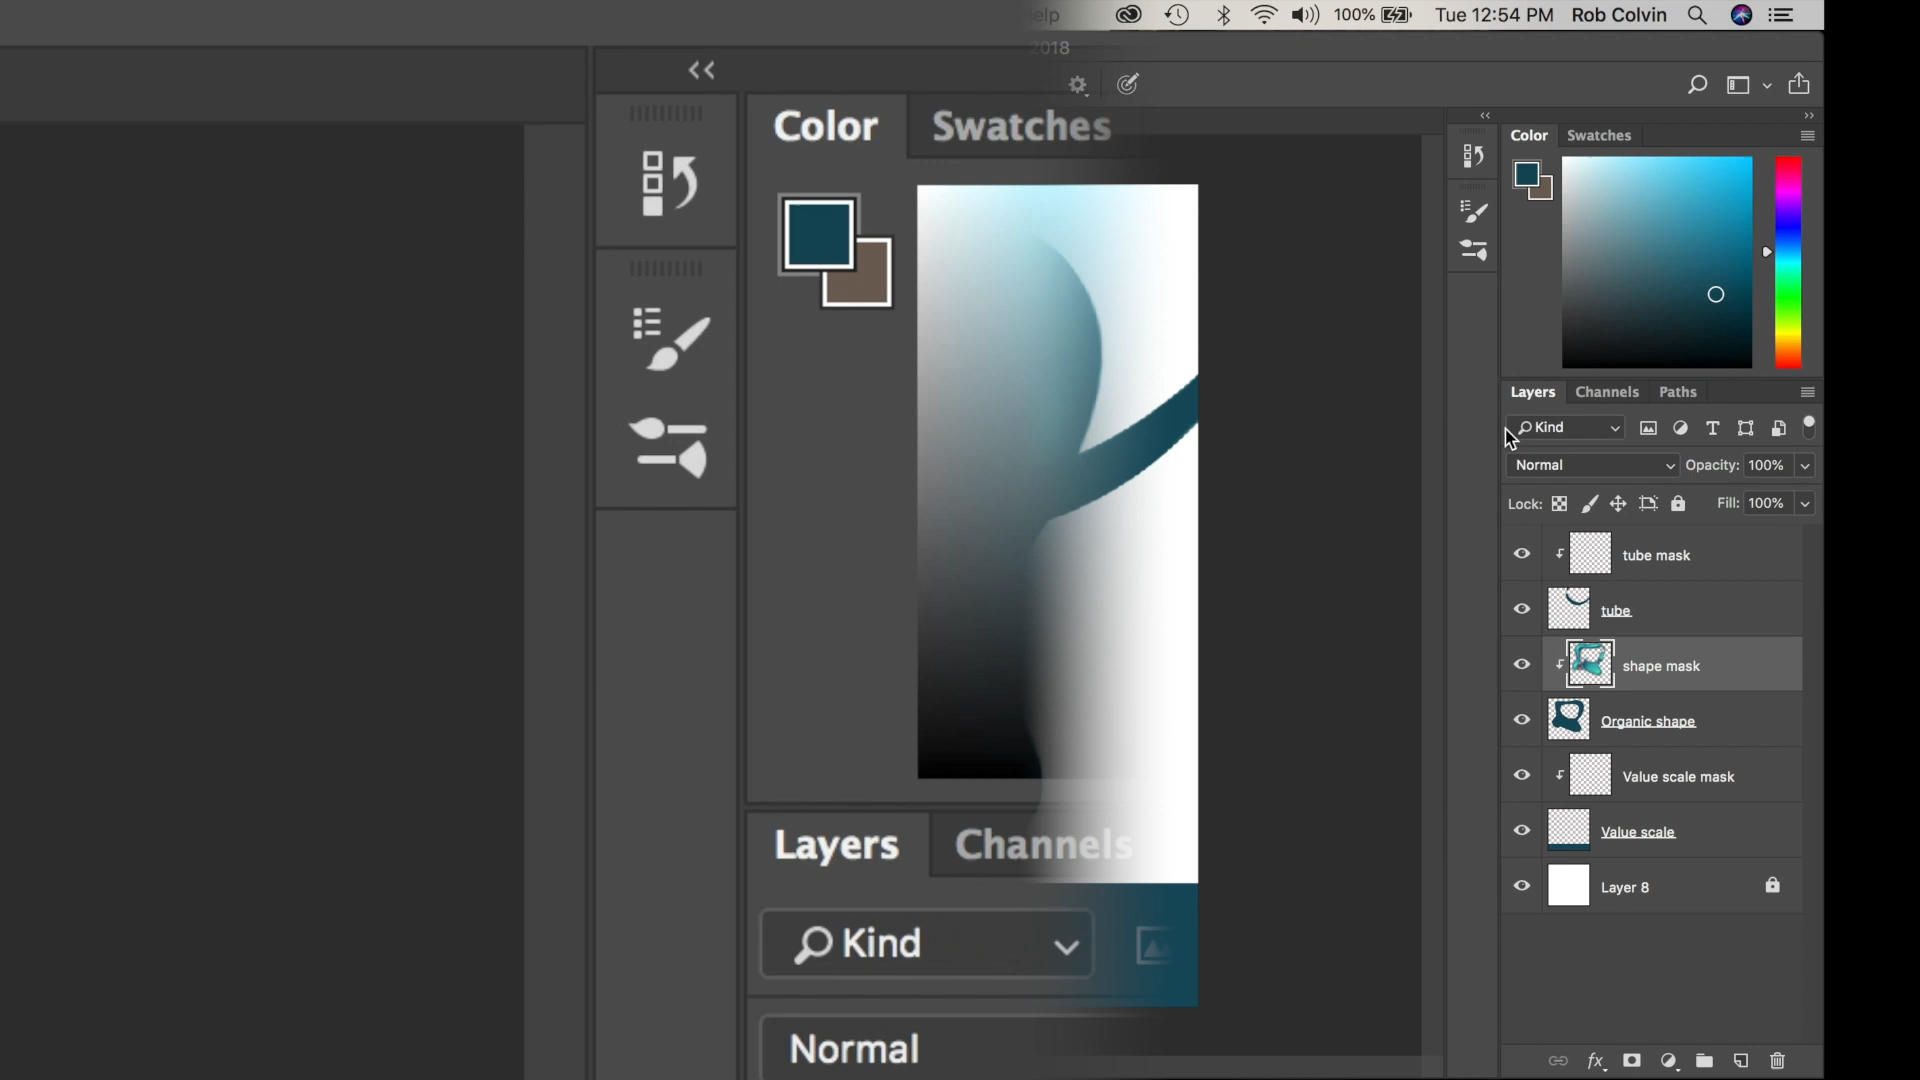 elp 100% Tue 12:54 PM Rob Colvin
2018
Color Swatches
Layers Channels
Kind
Normal
Color Swatches
Layers Channels Paths
Kind
Normal Opacity: 100%
Lock: Fill: 100%
tube mask
tube
shape mask
Organic shape
Value scale mask
Value scale
Layer 8
fx